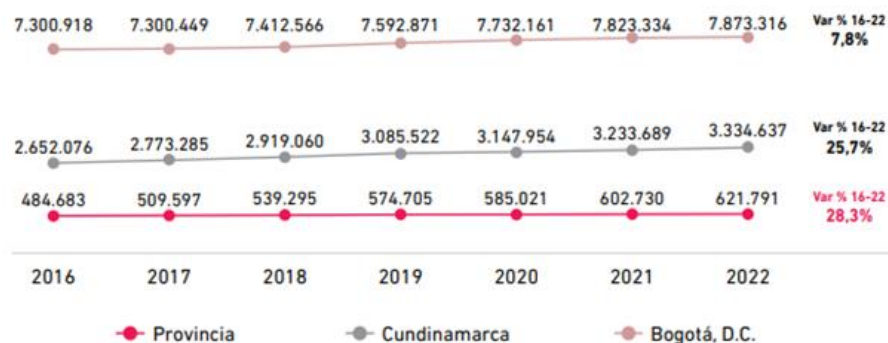 7.300.918 7.300.449 7.412.566 7.592.871 7.732.161 7.823.334 7.873.316 Var % 16-22
7,8%
2.652.076 2.773.285 2.919.060 3.085.522 3.147.954 3.233.689 3.334.637 Var % 16-22
25,7%
484.683 509.597 539.295 574.705 585.021 602.730 621.791 Var % 16-22
28,3%
2016 2017 2018 2019 2020 2021 2022
Provincia Cundinamarca Bogotá, D.C.